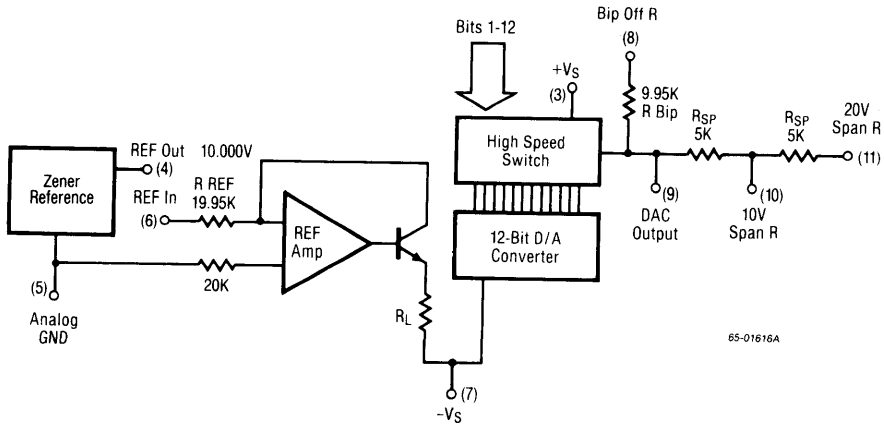 Bits 1-12
Bip Off R
(8)
+VS
(3)
9.95K
R Bip
RSP
5K
RSP
5K
20V
Span R
(11)
High Speed
Switch
Zener
Reference
REF Out
(4)
10.000V
REF In
(6)
R REF
19.95K
REF
Amp
(9)
DAC
Output
(10)
10V
Span R
12-Bit D/A
Converter
20K
(5)
Analog
GND
RL
(7)
–VS
65-01616A